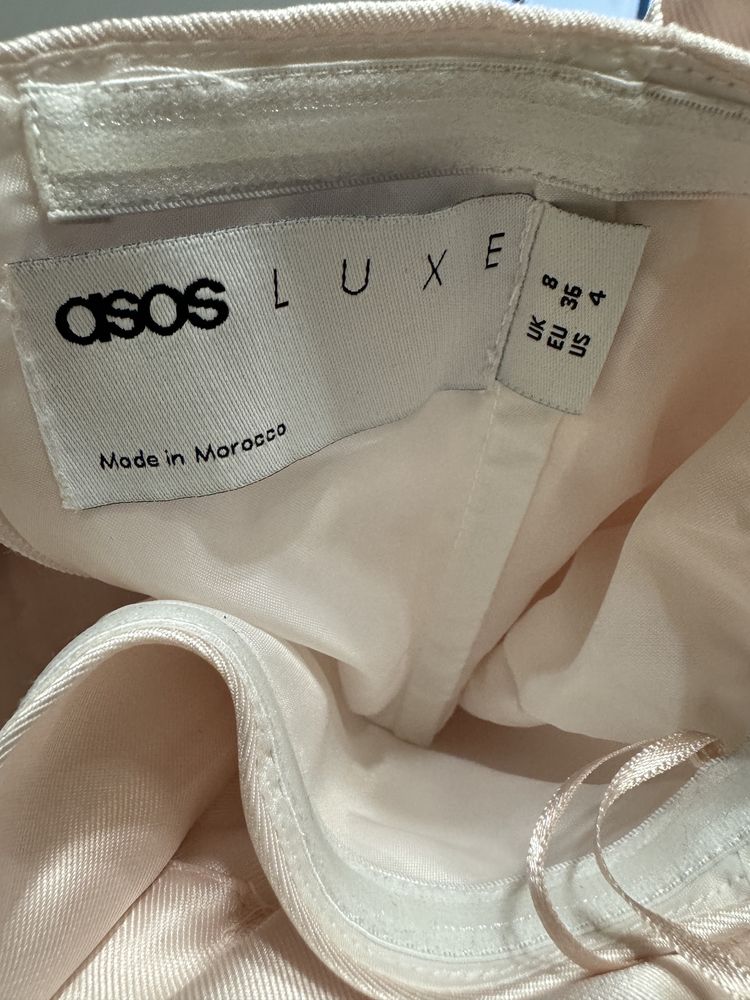 asos LUXE
Made in Morocco
UK 8
EU 36
US 4